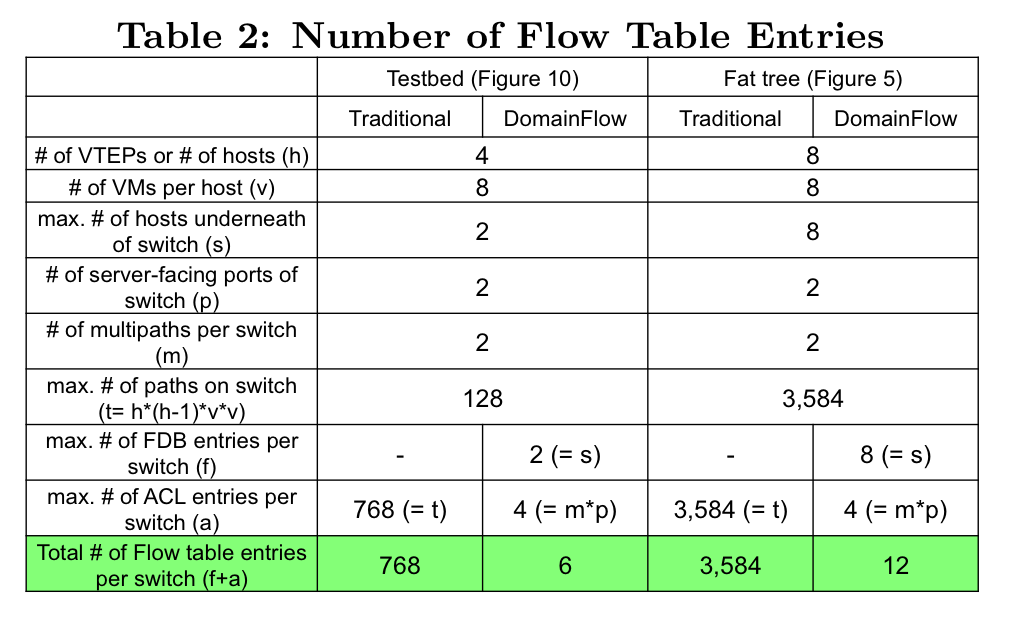 Table 2: Number of Flow Table Entries
Testbed (Figure 10) Fat tree (Figure 5)
Traditional DomainFlow Traditional DomainFlow
# of VTEPs or # of hosts (h) 4 8
# of VMs per host (v) 8 8
max. # of hosts underneath
of switch (s) 2 8
# of server-facing ports of
switch (p) 2 2
# of multipaths per switch
(m) 2 2
max. # of paths on switch
(t= h*(h-1)*v*v) 128 3,584
max. # of FDB entries per
switch (f) - 2 (= s) - 8 (= s)
max. # of ACL entries per
switch (a) 768 (= t) 4 (= m*p) 3,584 (= t) 4 (= m*p)
Total # of Flow table entries
per switch (f+a) 768 6 3,584 12